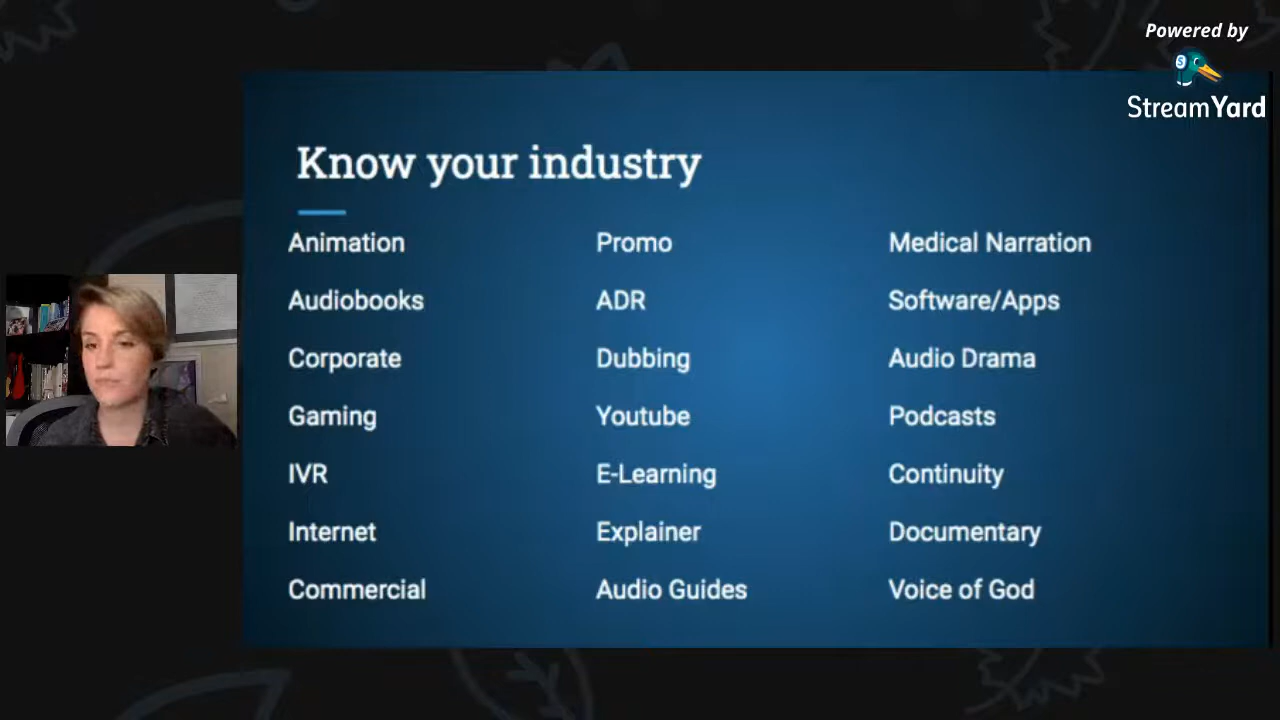 Powered by
StreamYard
Know your industry
Animation
Promo
Medical Narration
Audiobooks
ADR
Software/Apps
Corporate
Dubbing
Audio Drama
Gaming
Youtube
Podcasts
IVR
E-Learning
Continuity
Internet
Explainer
Documentary
Commercial
Audio Guides
Voice of God